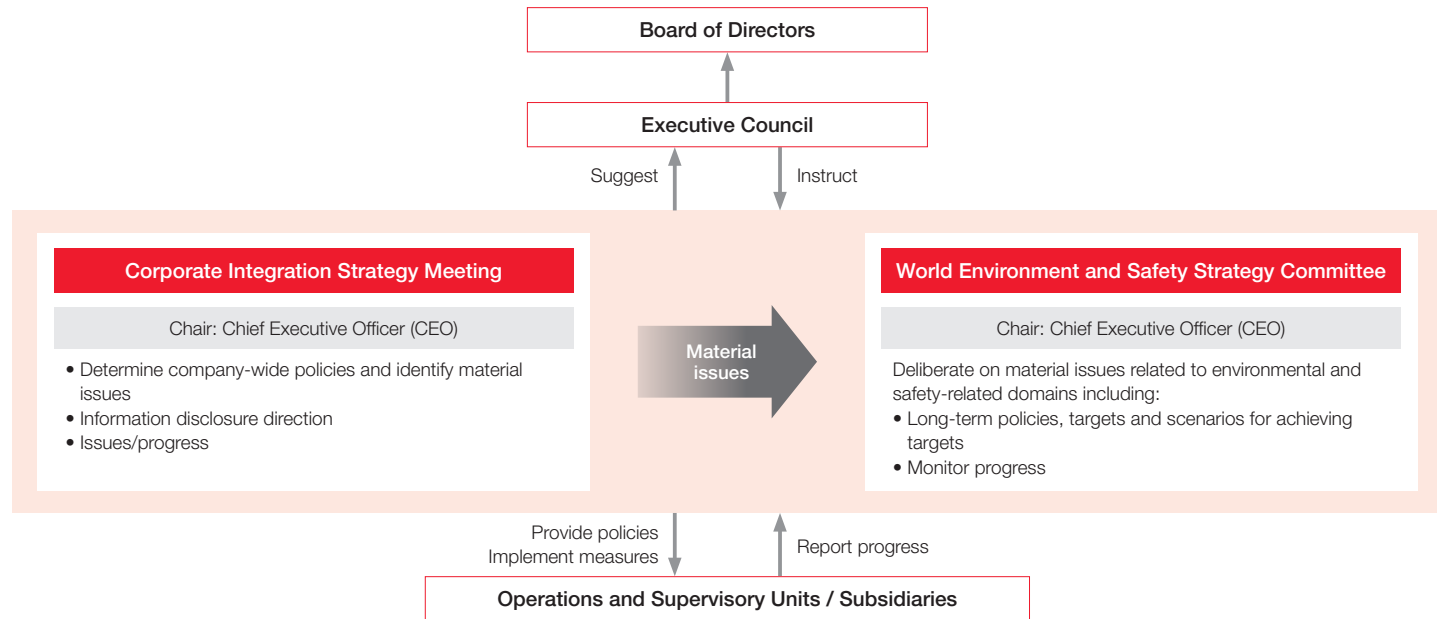 Board of Directors
Executive Council
Suggest
Instruct
Corporate Integration Strategy Meeting
Chair: Chief Executive Officer (CEO)
• Determine company-wide policies and identify material
issues
• Information disclosure direction
• Issues/progress
Material
issues
World Environment and Safety Strategy Committee
Chair: Chief Executive Officer (CEO)
Deliberate on material issues related to environmental and
safety-related domains including:
• Long-term policies, targets and scenarios for achieving
targets
• Monitor progress
Provide policies
Implement measures
Report progress
Operations and Supervisory Units / Subsidiaries